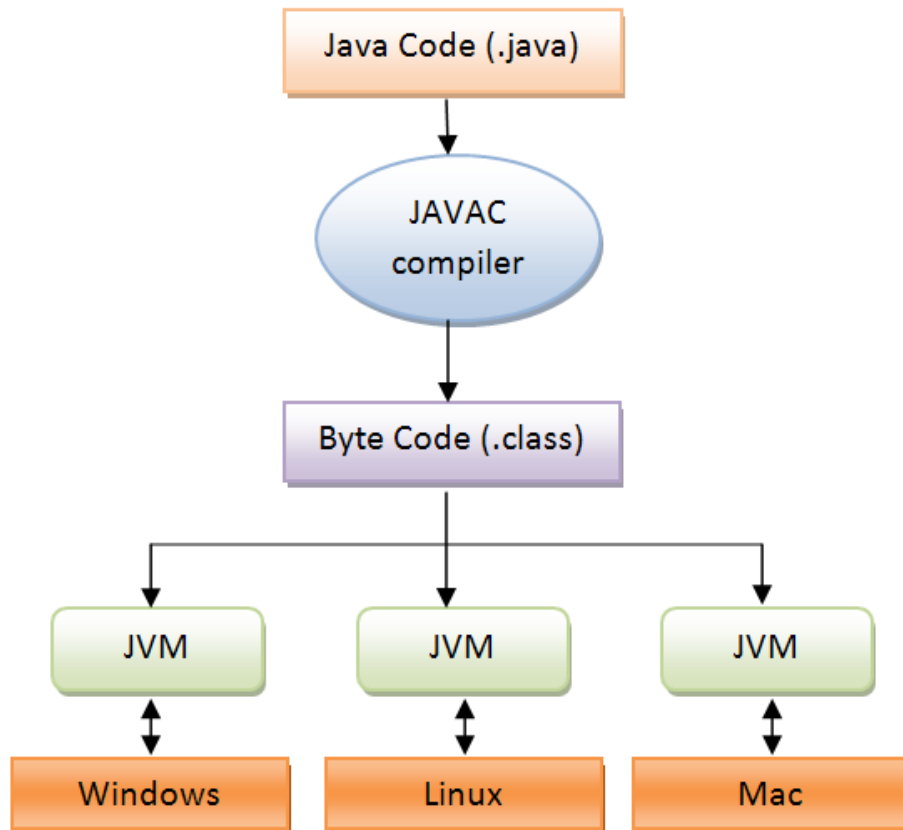 Java Code (.java)
JAVAC
compiler
Byte Code (.class)
JVM
JVM
JVM
Windows
Linux
Mac